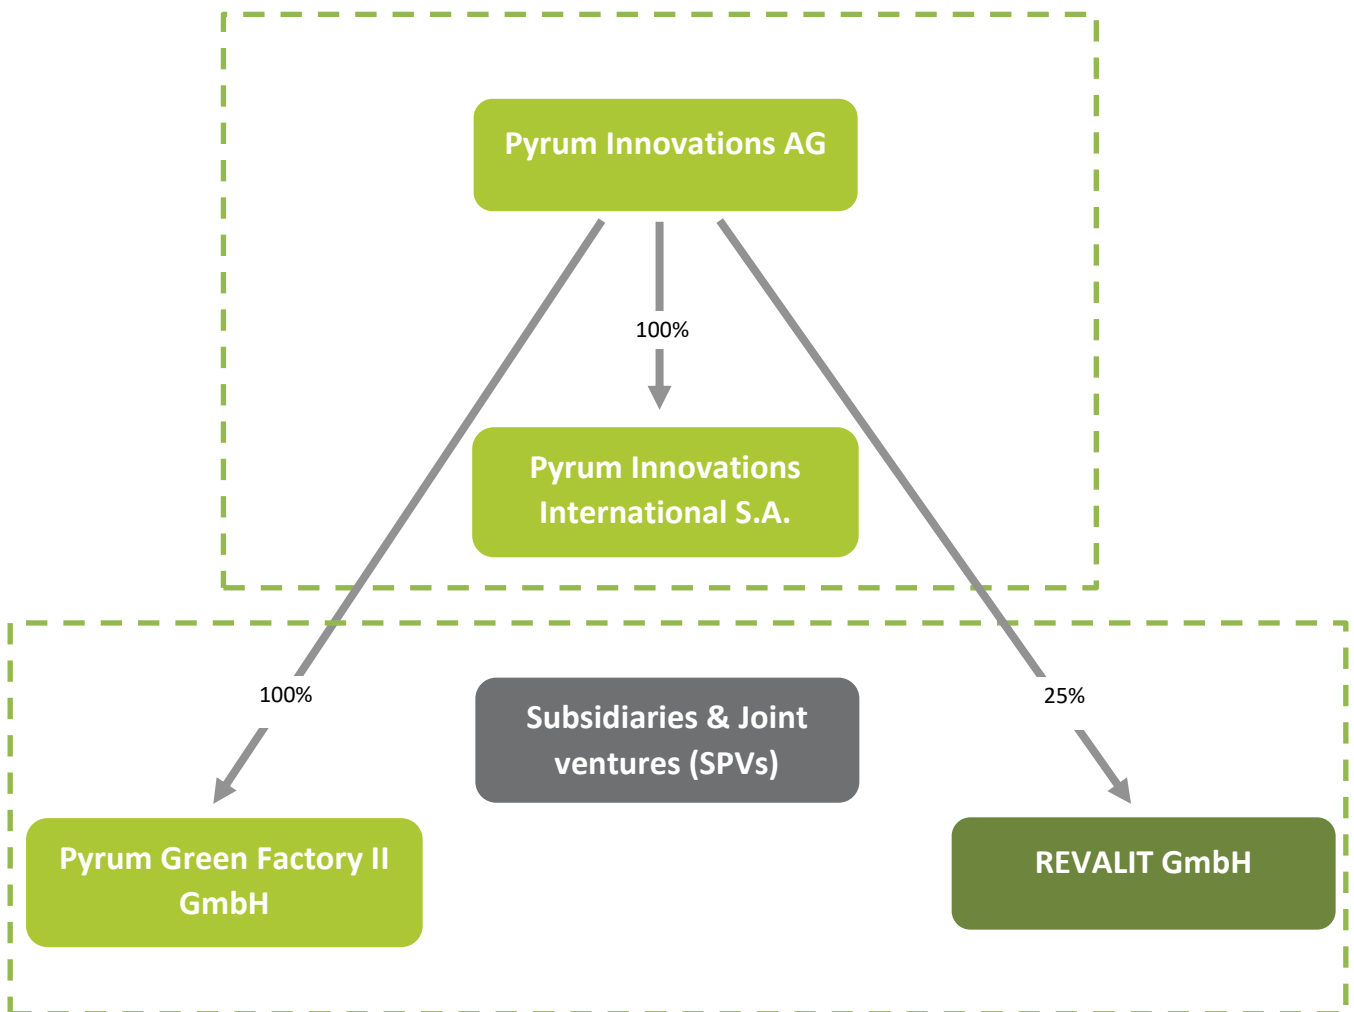 Pyrum Innovations AG
100%
Pyrum Innovations
International S.A.
100%
Subsidiaries & Joint
ventures (SPVs)
25%
Pyrum Green Factory II
GmbH
REVALIT GmbH